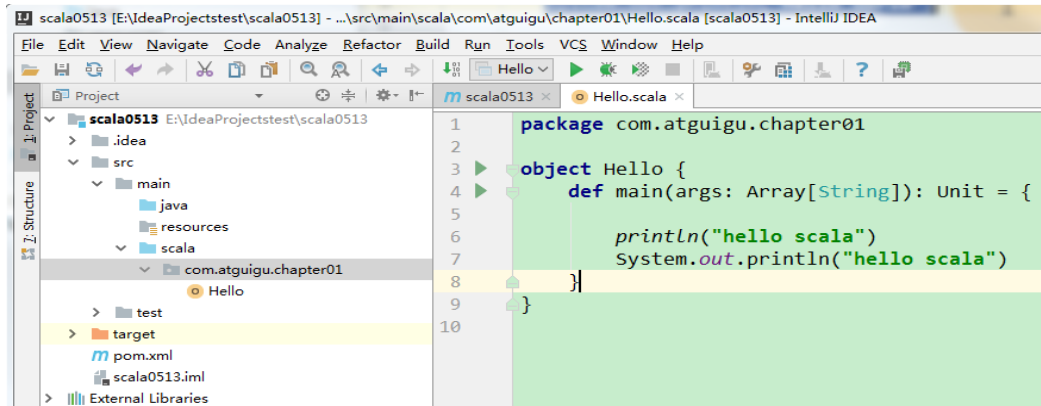 scala0513 [E:\IdeaProjectstest\scala0513] - ...\src\main\scala\com\atguigu\chapter01\Hello.scala [scala0513] - IntelliJ IDEA
File Edit View Navigate Code Analyze Refactor Build Run Tools VCS Window Help
Hello
Project
m scala0513
Hello.scala
1: Project
7: Structure
scala0513 E:\IdeaProjectstest\scala0513
.idea
src
main
java
resources
scala
com.atguigu.chapter01
Hello
test
target
m pom.xml
scala0513.iml
External Libraries
1 package com.atguigu.chapter01
2
3 object Hello {
4 def main(args: Array[String]): Unit = {
5
6 println("hello scala")
7 System.out.println("hello scala")
8 }
9 }
10